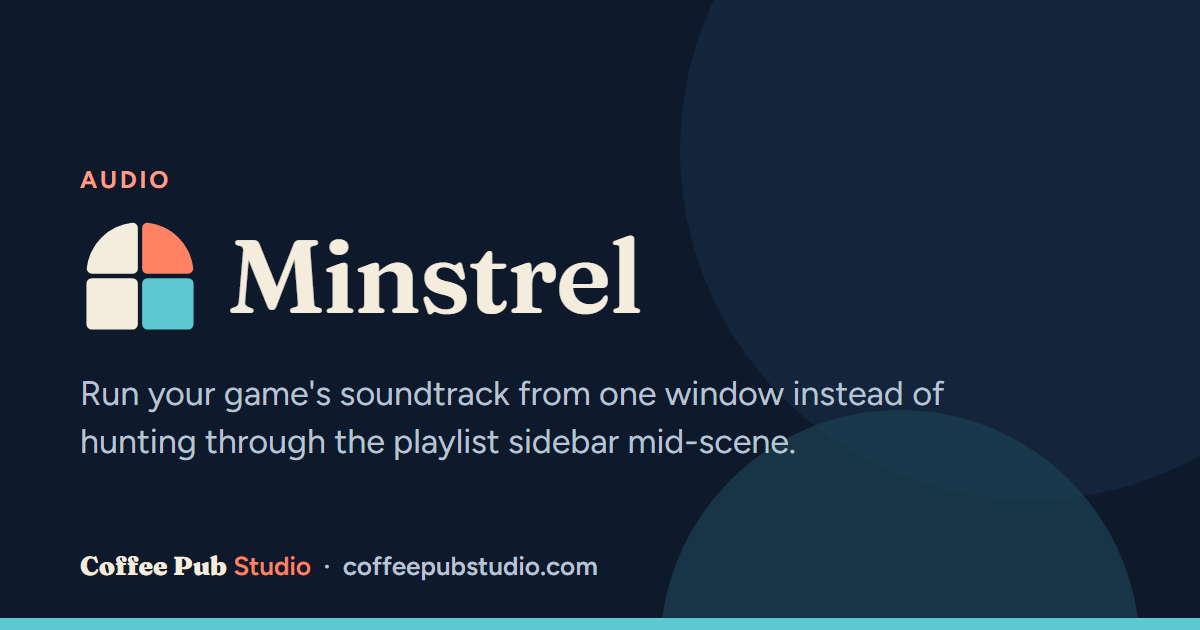 AUDIO
Minstrel
Run your game's soundtrack from one window instead of
hunting through the playlist sidebar mid-scene.
Coffee Pub Studio · coffeepubstudio.com